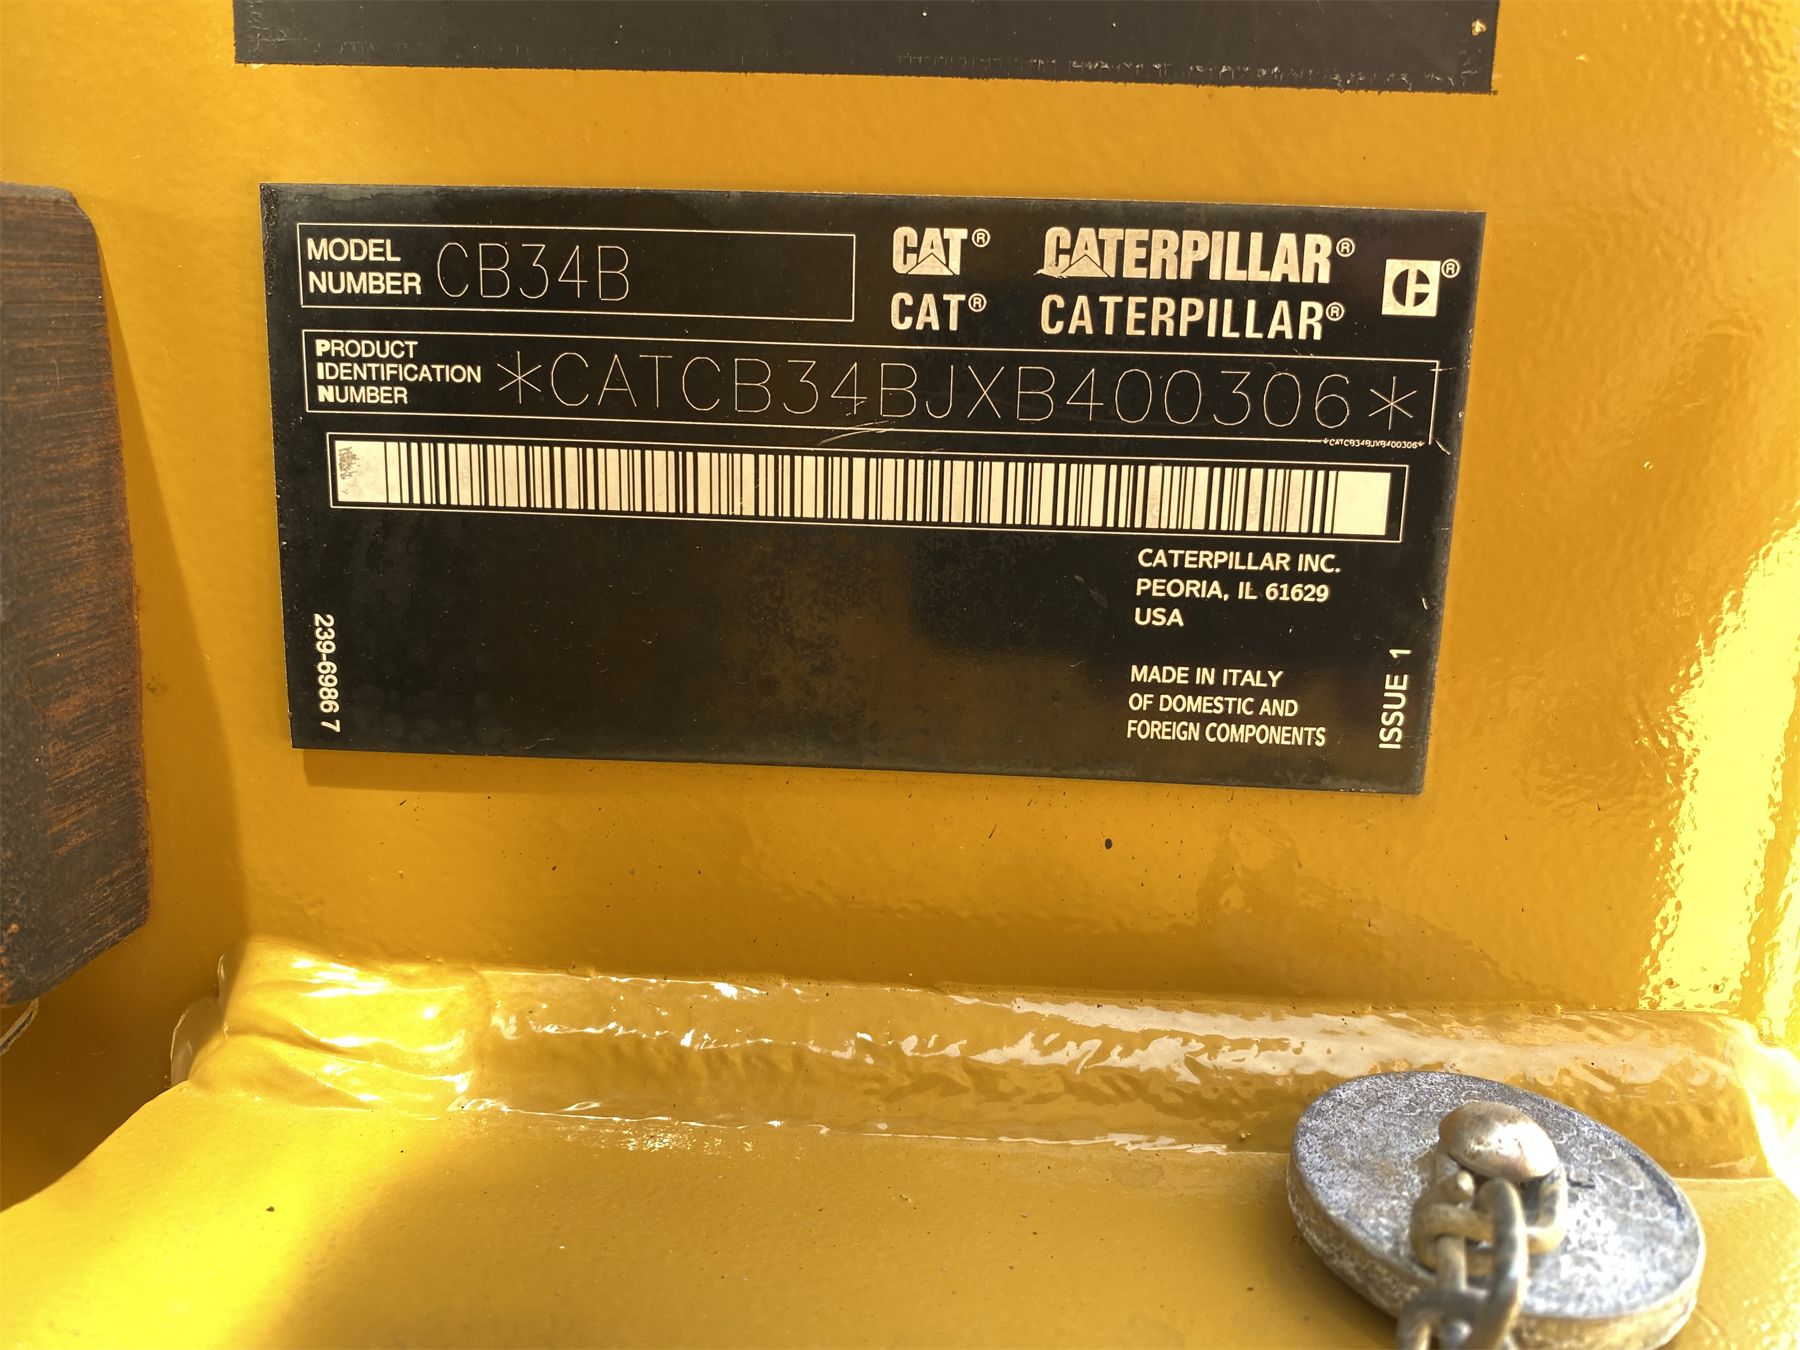 MODEL
NUMBER CB34B
CAT® CATERPILLAR®
CAT® CATERPILLAR®
C®
PRODUCT
IDENTIFICATION
NUMBER *CATCB34BJXB400306*
*CATCB34BJXB400306*
CATERPILLAR INC.
PEORIA, IL 61629
USA
MADE IN ITALY
OF DOMESTIC AND
FOREIGN COMPONENTS
239-6986 7
ISSUE 1